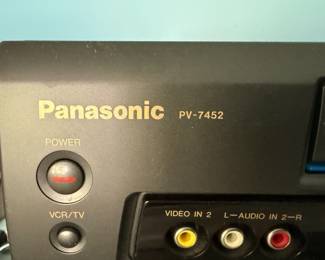 Panasonic PV-7452
POWER
VCR/TV
VIDEO IN 2 L-AUDIO IN 2-R